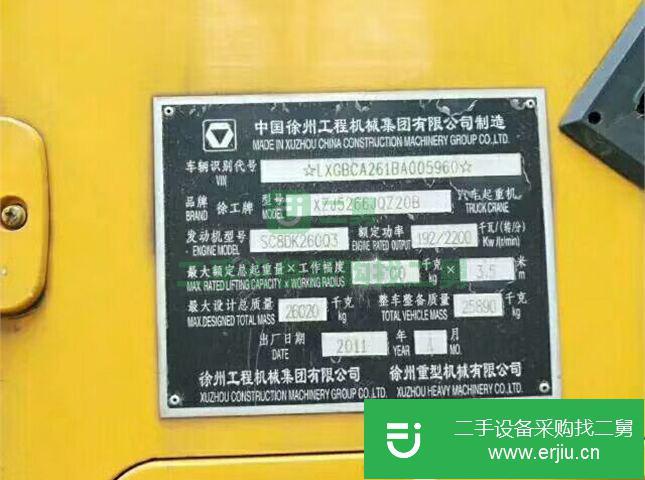 中国徐州工程机械集团有限公司制造
MADE IN XUZHOU CHINA CONSTRUCTION MACHINERY GROUP CO.,LTD.
车辆识别代号 VIN ☆LXGBCA261BA005960☆
品牌 BRAND 徐工牌 型号 MODEL XZJ5266JQZ20B 汽车起重机 TRUCK CRANE
发动机型号 ENGINE MODEL SC8DK260Q3 额定功率 ENGINE RATED OUTPUT 192/2200 千瓦/(转/分) Kw/(r/min)
最大额定总起重量×工作幅度 MAX. RATED LIFTING CAPACITY × WORKING RADIUS 千克 kg × 3.5 米 m
最大设计总质量 MAX.DESIGNED TOTAL MASS 26020 千克 kg 整车整备质量 TOTAL VEHICLE MASS 25890 千克 kg
出厂日期 DATE 2011 年 YEAR 4 月 MO.
徐州工程机械集团有限公司 徐州重型机械有限公司
XUZHOU CONSTRUCTION MACHINERY GROUP CO.,LTD. XUZHOU HEAVY MACHINERY CO.,LTD.
二手设备采购找二舅
www.erjiu.cn